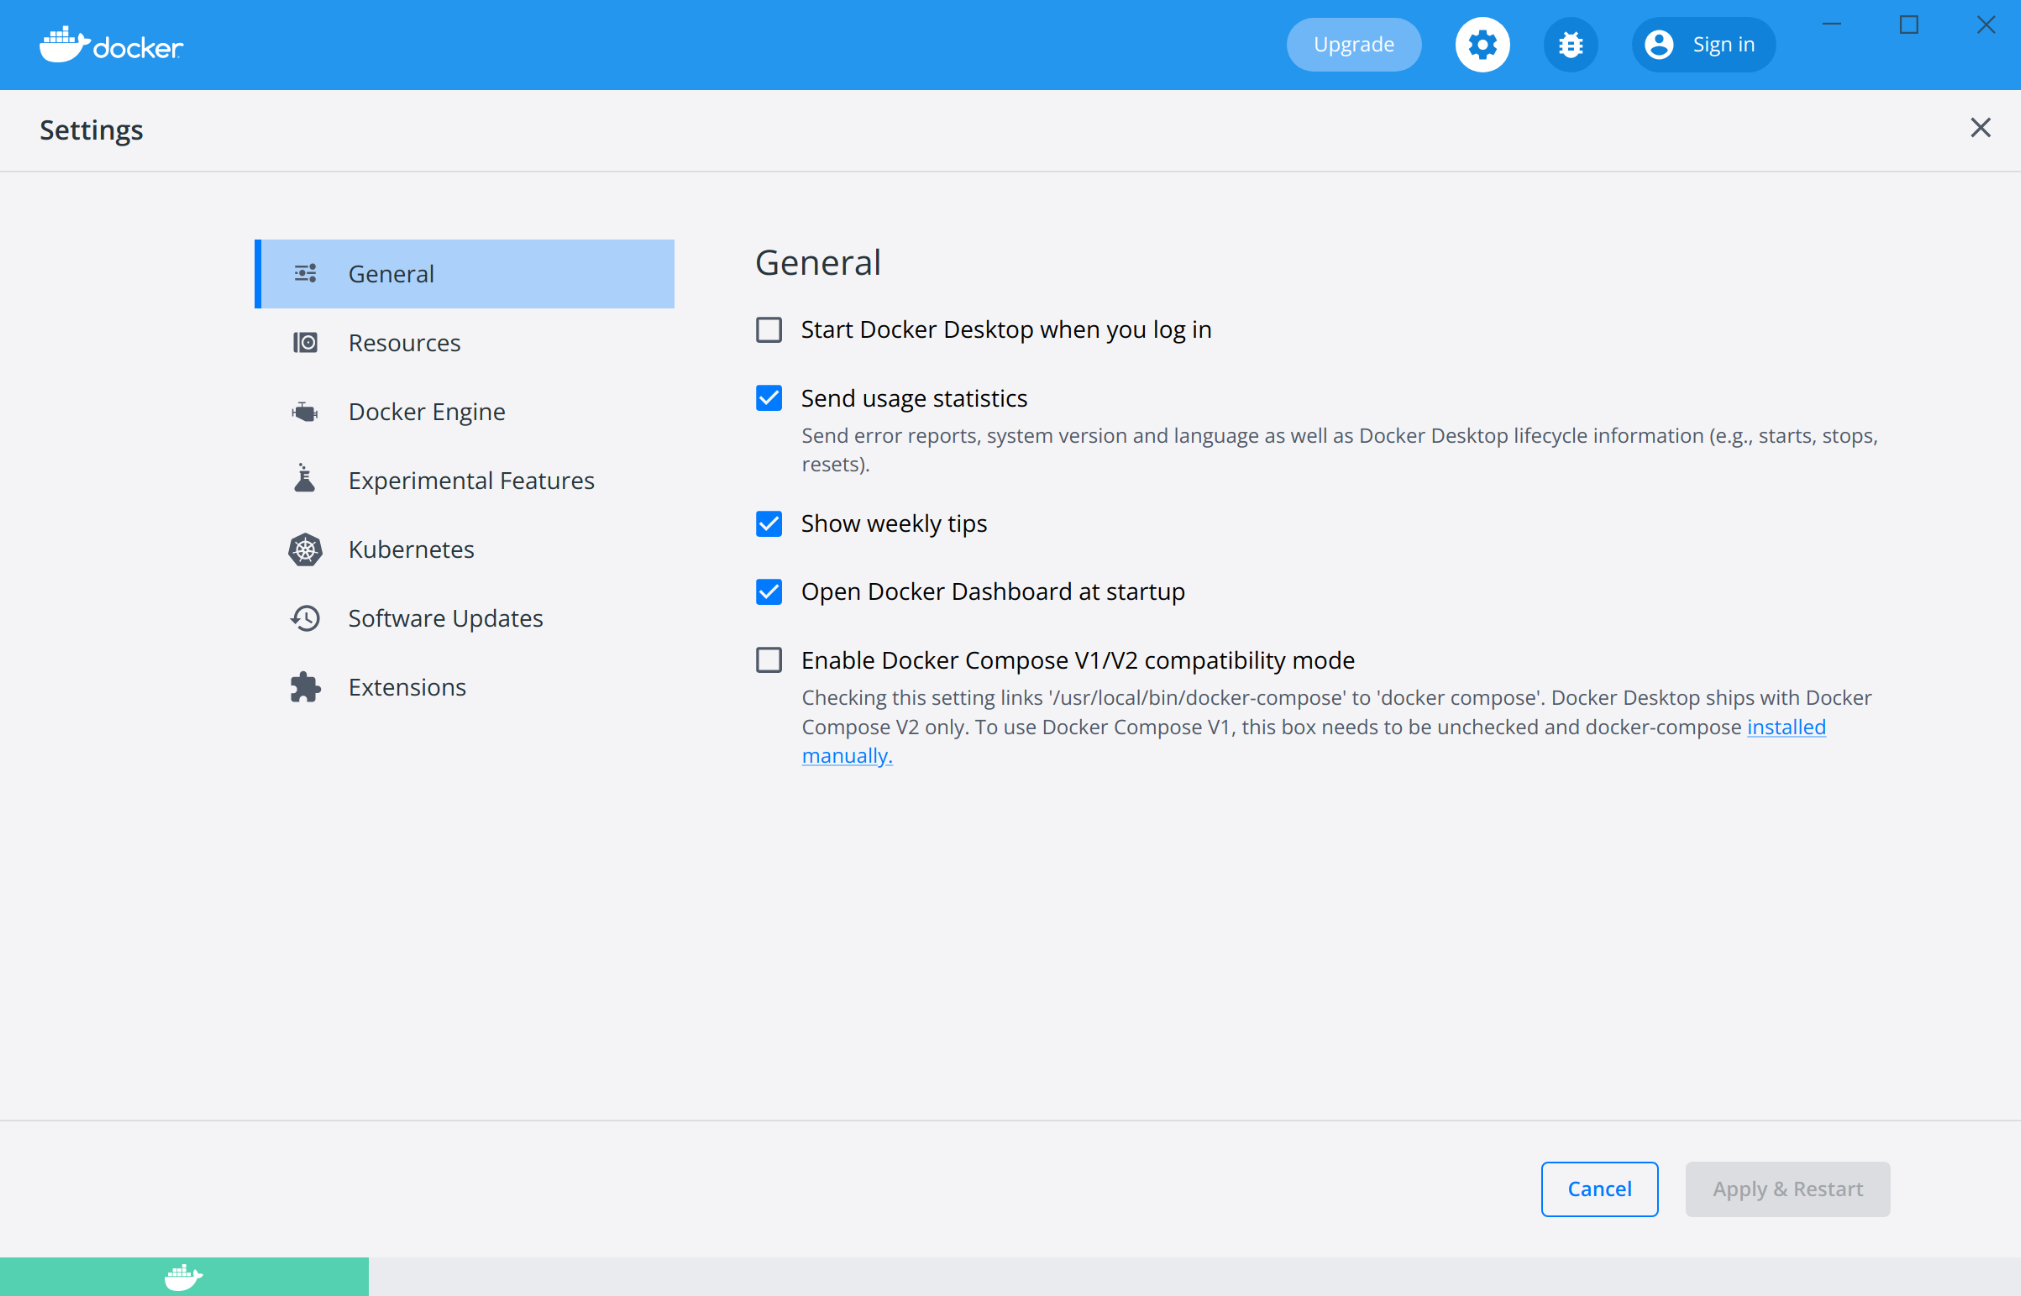 docker
Upgrade
Sign in
Settings
General
Resources
Docker Engine
Experimental Features
Kubernetes
Software Updates
Extensions
General
Start Docker Desktop when you log in
Send usage statistics
Send error reports, system version and language as well as Docker Desktop lifecycle information (e.g., starts, stops,
resets).
Show weekly tips
Open Docker Dashboard at startup
Enable Docker Compose V1/V2 compatibility mode
Checking this setting links '/usr/local/bin/docker-compose' to 'docker compose'. Docker Desktop ships with Docker
Compose V2 only. To use Docker Compose V1, this box needs to be unchecked and docker-compose installed
manually.
Cancel
Apply & Restart